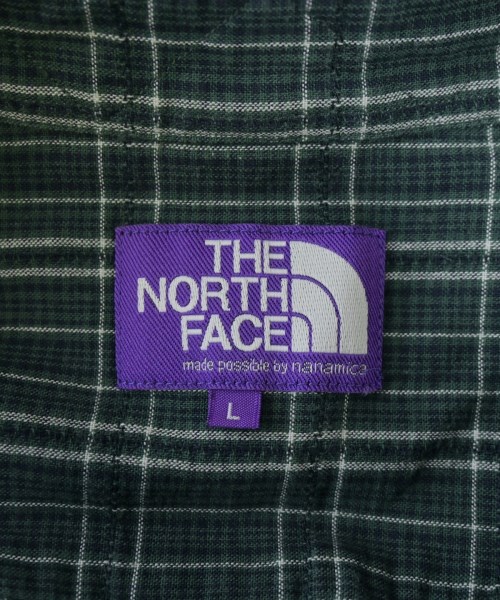 THE
NORTH
FACE
made possible by nanamica
L